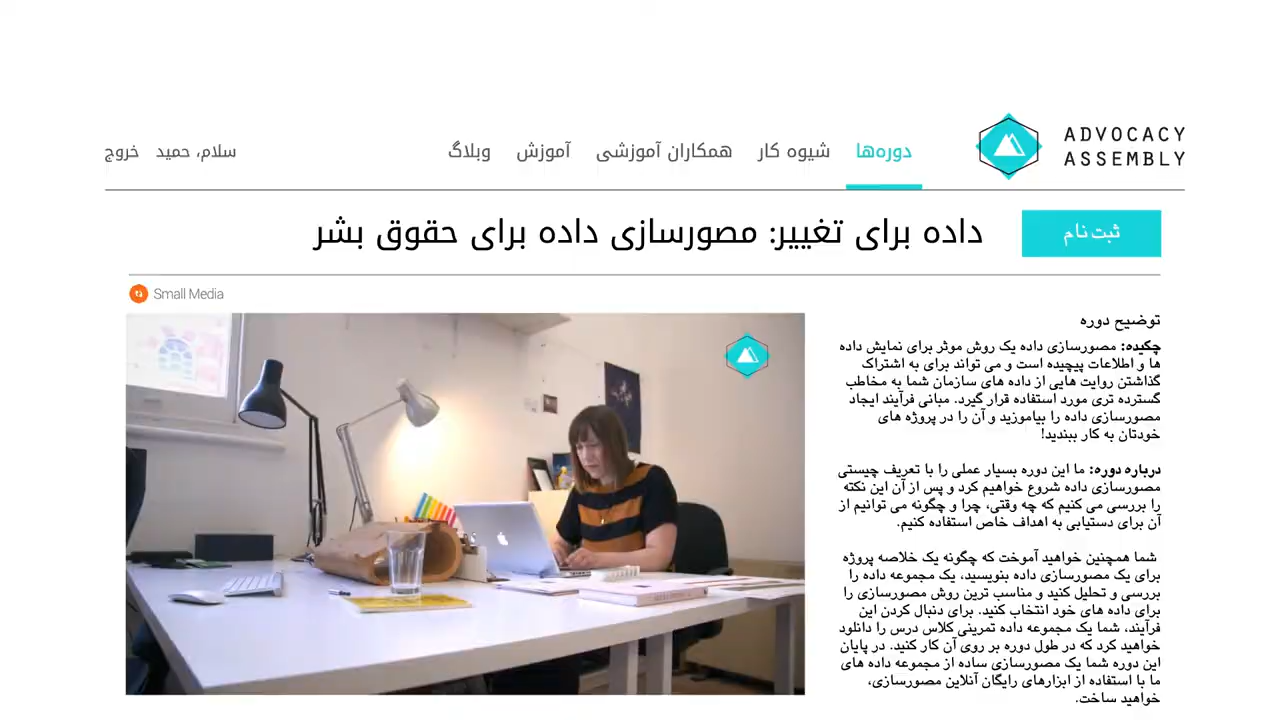 ADVOCACY
ASSEMBLY
دوره‌ها شیوه کار همکاران آموزشی آموزش وبلاگ سلام، حمید خروج
ثبت نام
داده برای تغییر: مصورسازی داده برای حقوق بشر
Small Media
توضیح دوره
چکیده: مصورسازی داده یک روش موثر برای نمایش داده
ها و اطلاعات پیچیده است و می تواند برای به اشتراک
گذاشتن روایت هایی از داده های سازمان شما به مخاطب
گسترده تری مورد استفاده قرار گیرد. مبانی فرآیند ایجاد
مصورسازی داده را بیاموزید و آن را در پروژه های
خودتان به کار ببندید!
درباره دوره: ما این دوره بسیار عملی را با تعریف چیستی
مصورسازی داده شروع خواهیم کرد و پس از آن این نکته
را بررسی می کنیم که چه وقتی، چرا و چگونه می توانیم از
آن برای دستیابی به اهداف خاص استفاده کنیم.
شما همچنین خواهید آموخت که چگونه یک خلاصه پروژه
برای یک مصورسازی داده بنویسید، یک مجموعه داده را
بررسی و تحلیل کنید و مناسب ترین روش مصورسازی را
برای داده های خود انتخاب کنید. برای دنبال کردن این
فرآیند، شما یک مجموعه داده تمرینی کلاس درس را دانلود
خواهید کرد که در طول دوره بر روی آن کار کنید. در پایان
این دوره شما یک مصورسازی ساده از مجموعه داده های
ما با استفاده از ابزارهای رایگان آنلاین مصورسازی،
خواهید ساخت.